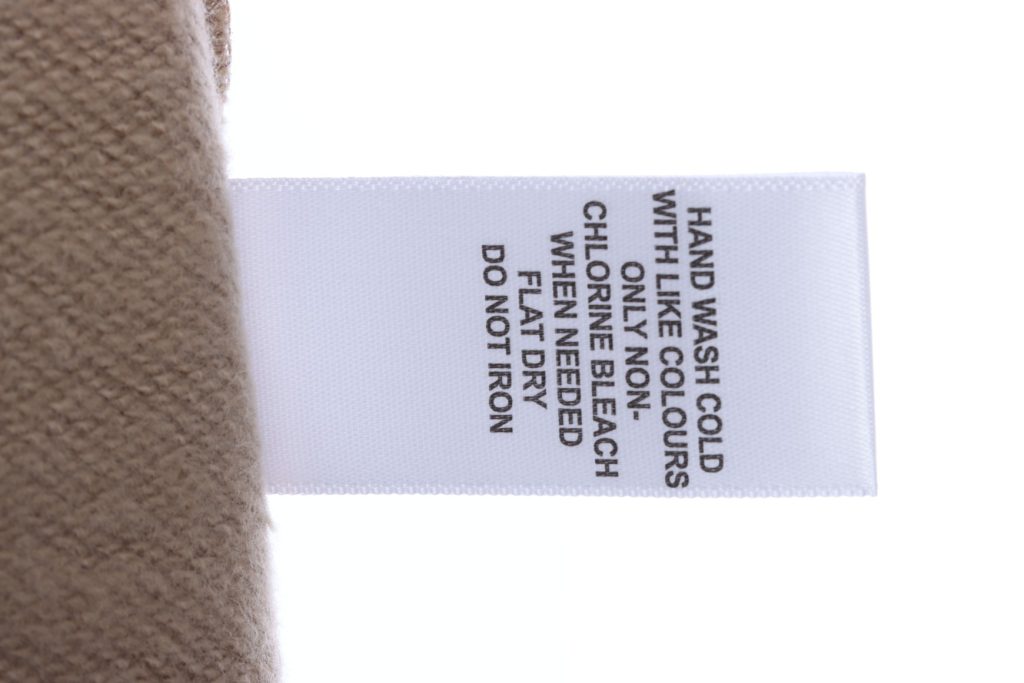 HAND WASH COLD
WITH LIKE COLOURS
ONLY NON-
CHLORINE BLEACH
WHEN NEEDED
FLAT DRY
DO NOT IRON